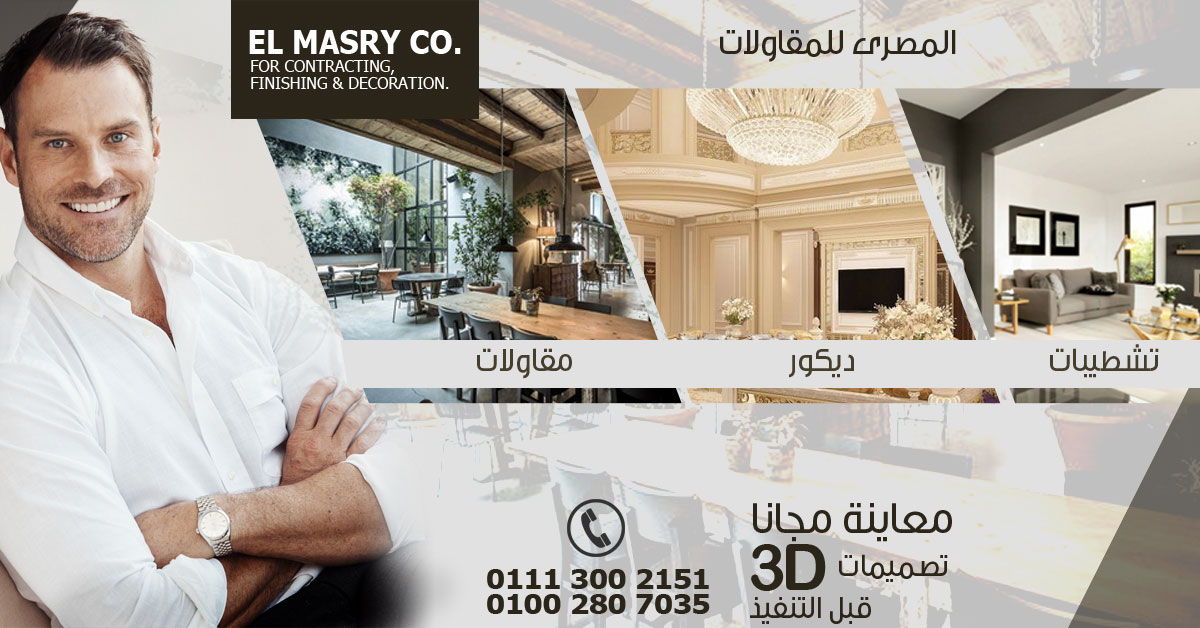 EL MASRY CO.
FOR CONTRACTING,
FINISHING & DECORATION.
المصرى للمقاولات
تشطيبات
ديكور
مقاولات
معاينة مجانا
تصميمات 3D
قبل التنفيذ
0111 300 2151
0100 280 7035